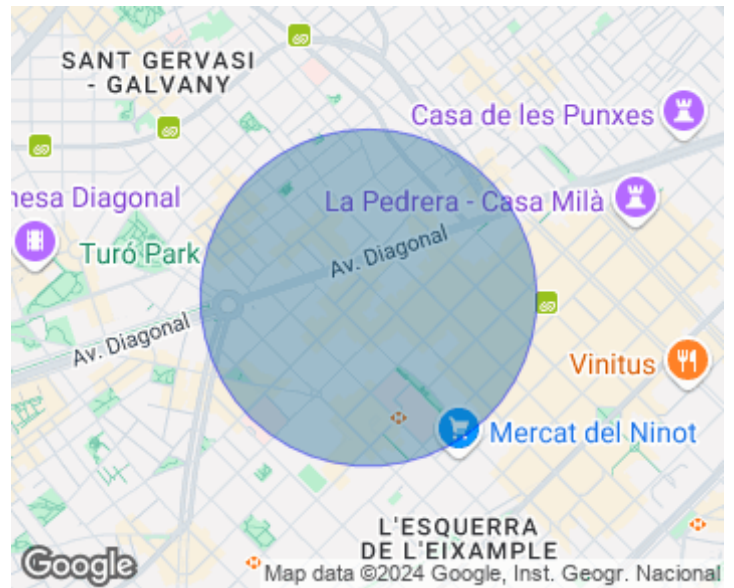 SANT GERVASI
- GALVANY
Casa de les Punxes
nesa Diagonal
La Pedrera - Casa Milà
Turó Park
Av. Diagonal
Av. Diagonal
Vinitus
Mercat del Ninot
L'ESQUERRA
DE L'EIXAMPLE
Google
Map data ©2024 Google, Inst. Geogr. Nacional